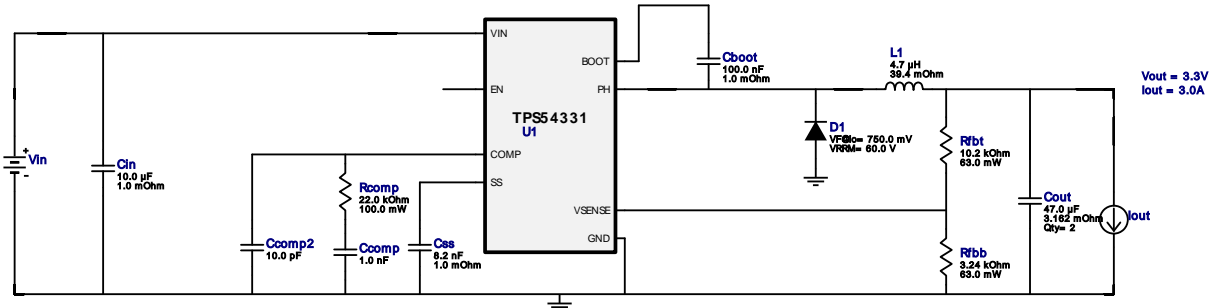 VIN
BOOT
EN
PH
TPS54331
U1
COMP
SS
VSENSE
GND
Vin
+
-
Cin
10.0 µF
1.0 mOhm
Ccomp2
10.0 pF
Rcomp
22.0 kOhm
100.0 mW
Ccomp
1.0 nF
Css
8.2 nF
1.0 mOhm
Cboot
100.0 nF
1.0 mOhm
D1
= 750.0 mV
VRRM= 60.0 V
L1
4.7 µH
39.4 mOhm
Rfbt
10.2 kOhm
63.0 mW
Rfbb
3.24 kOhm
63.0 mW
Cout
47.0 µF
3.162 mOhm
Qty= 2
Iout
Vout = 3.3V
Iout = 3.0A